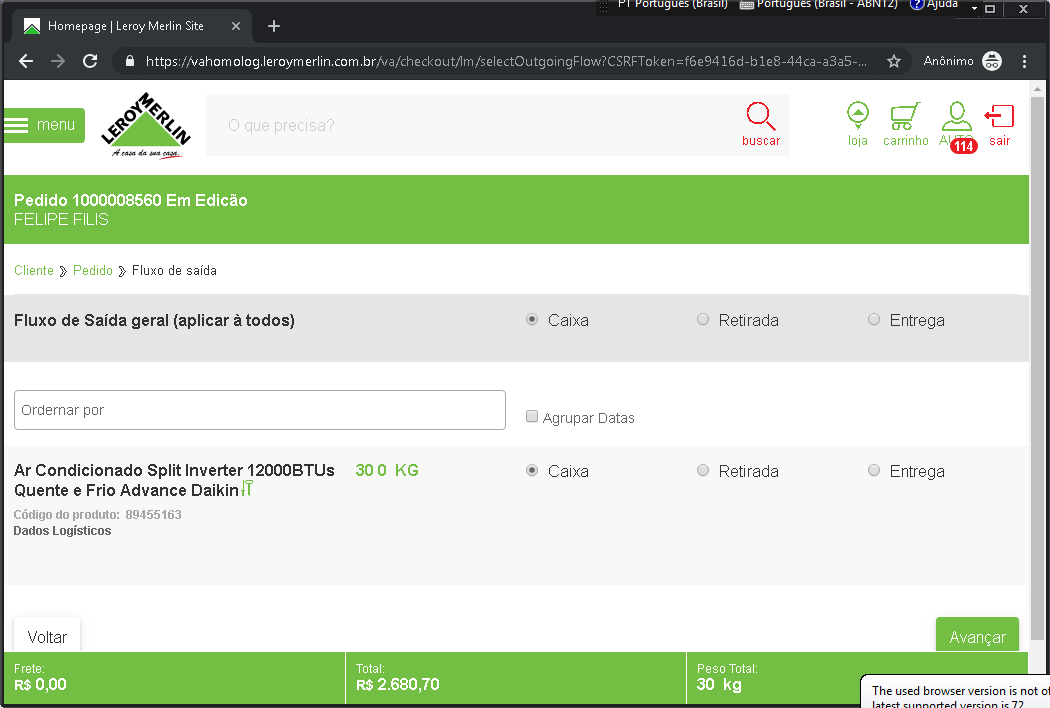 PT Português (Brasil) Português (Brasil - ABNT2) Ajuda
Homepage | Leroy Merlin Site
https://vahomolog.leroymerlin.com.br/va/checkout/lm/selectOutgoingFlow?CSRFToken=f6e9416d-b1e8-44ca-a3a5-... Anônimo
menu
LEROY MERLIN
A casa da sua casa.
O que precisa?
buscar
loja
carrinho
114
sair
Pedido 1000008560 Em Edicão
FELIPE FILIS
Cliente Pedido Fluxo de saída
Fluxo de Saída geral (aplicar à todos) Caixa Retirada Entrega
Ordernar por
Agrupar Datas
Ar Condicionado Split Inverter 12000BTUs
Quente e Frio Advance Daikin
30 0 KG
Caixa Retirada Entrega
Código do produto: 89455163
Dados Logísticos
Voltar
Avançar
Frete:
R$ 0,00
Total:
R$ 2.680,70
Peso Total:
30 kg
The used browser version is not of
latest supported version is 72